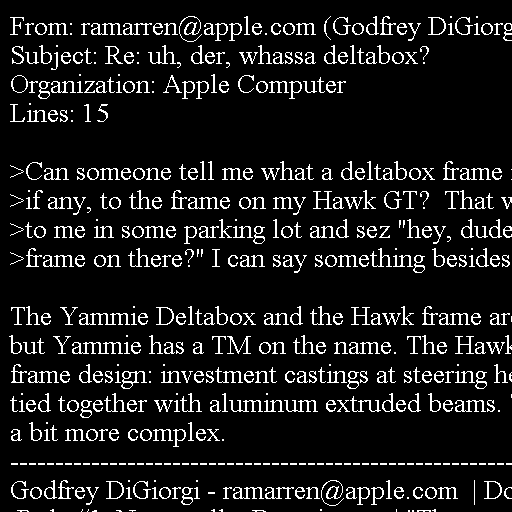 From: ramarren@apple.com (Godfrey DiGiorg
Subject: Re: uh, der, whassa deltabox?
Organization: Apple Computer
Lines: 15
>Can someone tell me what a deltabox frame
>if any, to the frame on my Hawk GT?  That w
>to me in some parking lot and sez "hey, dude
>frame on there?" I can say something besides
The Yammie Deltabox and the Hawk frame are
but Yammie has a TM on the name. The Hawk
frame design: investment castings at steering he
tied together with aluminum extruded beams.
a bit more complex.
--------------------------------------------------------------
Godfrey DiGiorgi - ramarren@apple.com  | Do